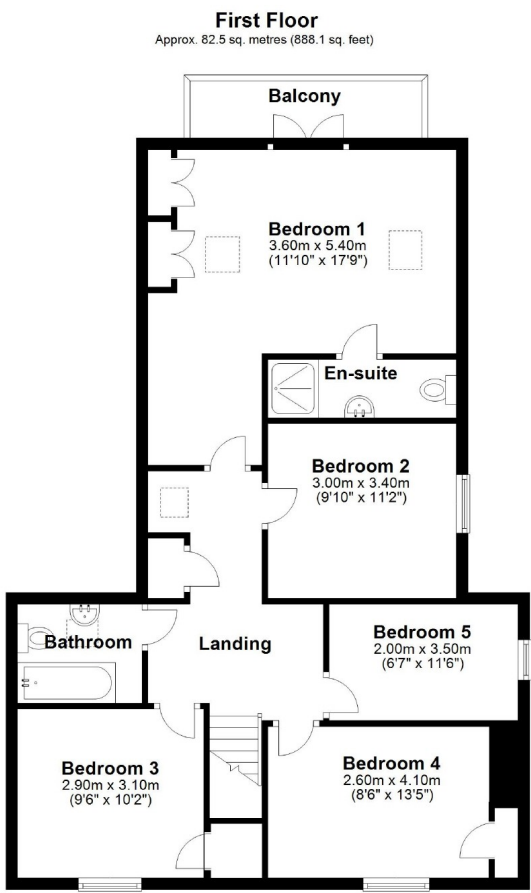 First Floor
Approx. 82.5 sq. metres (888.1 sq. feet)
Balcony
Bedroom 1
3.60m x 5.40m
(11'10" x 17'9")
En-suite
Bedroom 2
3.00m x 3.40m
(9'10" x 11'2")
Bathroom
Landing
Bedroom 5
2.00m x 3.50m
(6'7" x 11'6")
Bedroom 3
2.90m x 3.10m
(9'6" x 10'2")
Bedroom 4
2.60m x 4.10m
(8'6" x 13'5")